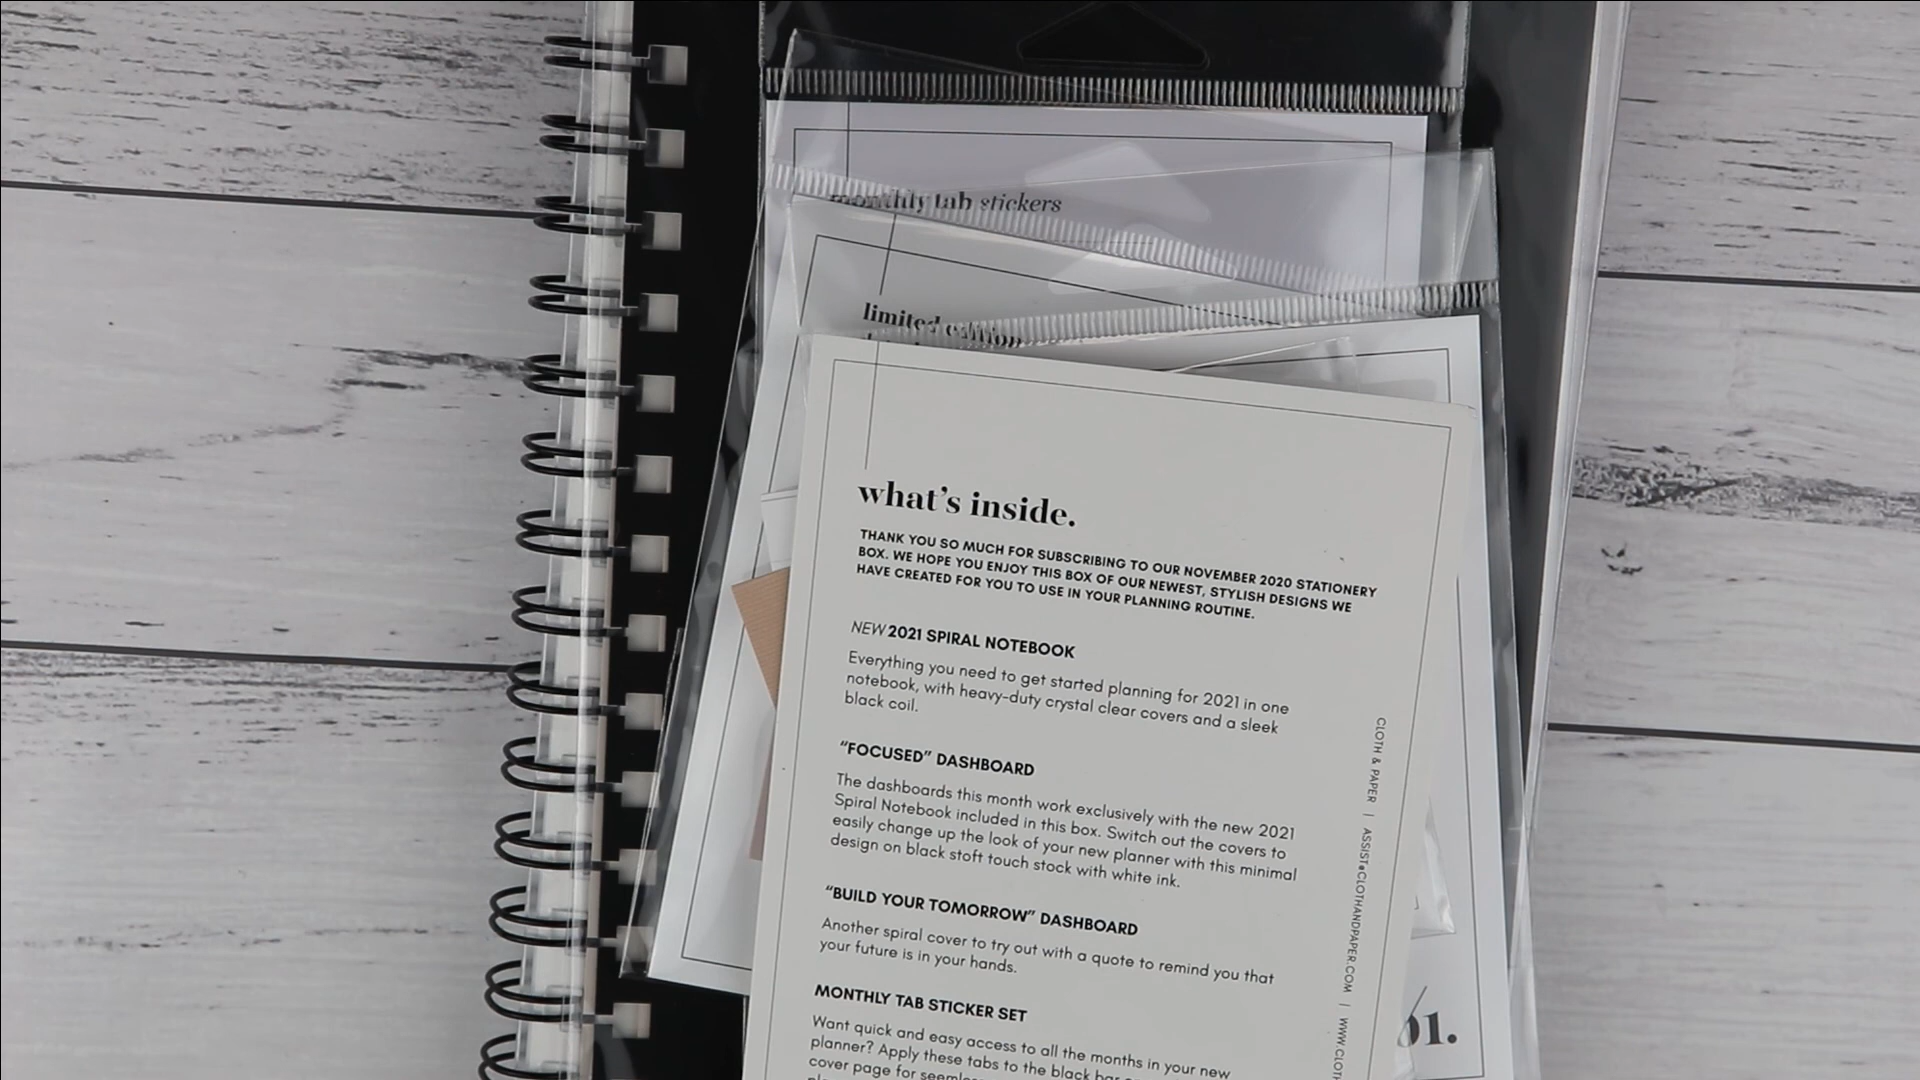 monthly tab stickers
limited edition
what's inside.
THANK YOU SO MUCH FOR SUBSCRIBING TO OUR NOVEMBER 2020 STATIONERY
BOX. WE HOPE YOU ENJOY THIS BOX OF OUR NEWEST, STYLISH DESIGNS WE
HAVE CREATED FOR YOU TO USE IN YOUR PLANNING ROUTINE.
NEW 2021 SPIRAL NOTEBOOK
Everything you need to get started planning for 2021 in one
notebook, with heavy-duty crystal clear covers and a sleek
black coil.
"FOCUSED" DASHBOARD
The dashboards this month work exclusively with the new 2021
Spiral Notebook included in this box. Switch out the covers to
easily change up the look of your new planner with this minimal
design on black stoft touch stock with white ink.
"BUILD YOUR TOMORROW" DASHBOARD
Another spiral cover to try out with a quote to remind you that
your future is in your hands.
MONTHLY TAB STICKER SET
Want quick and easy access to all the months in your new
planner? Apply these tabs to the black bar
cover page for
CLOTH & PAPER | ASSIST@CLOTHANDPAPER.COM | WWW.CLOTH
01.